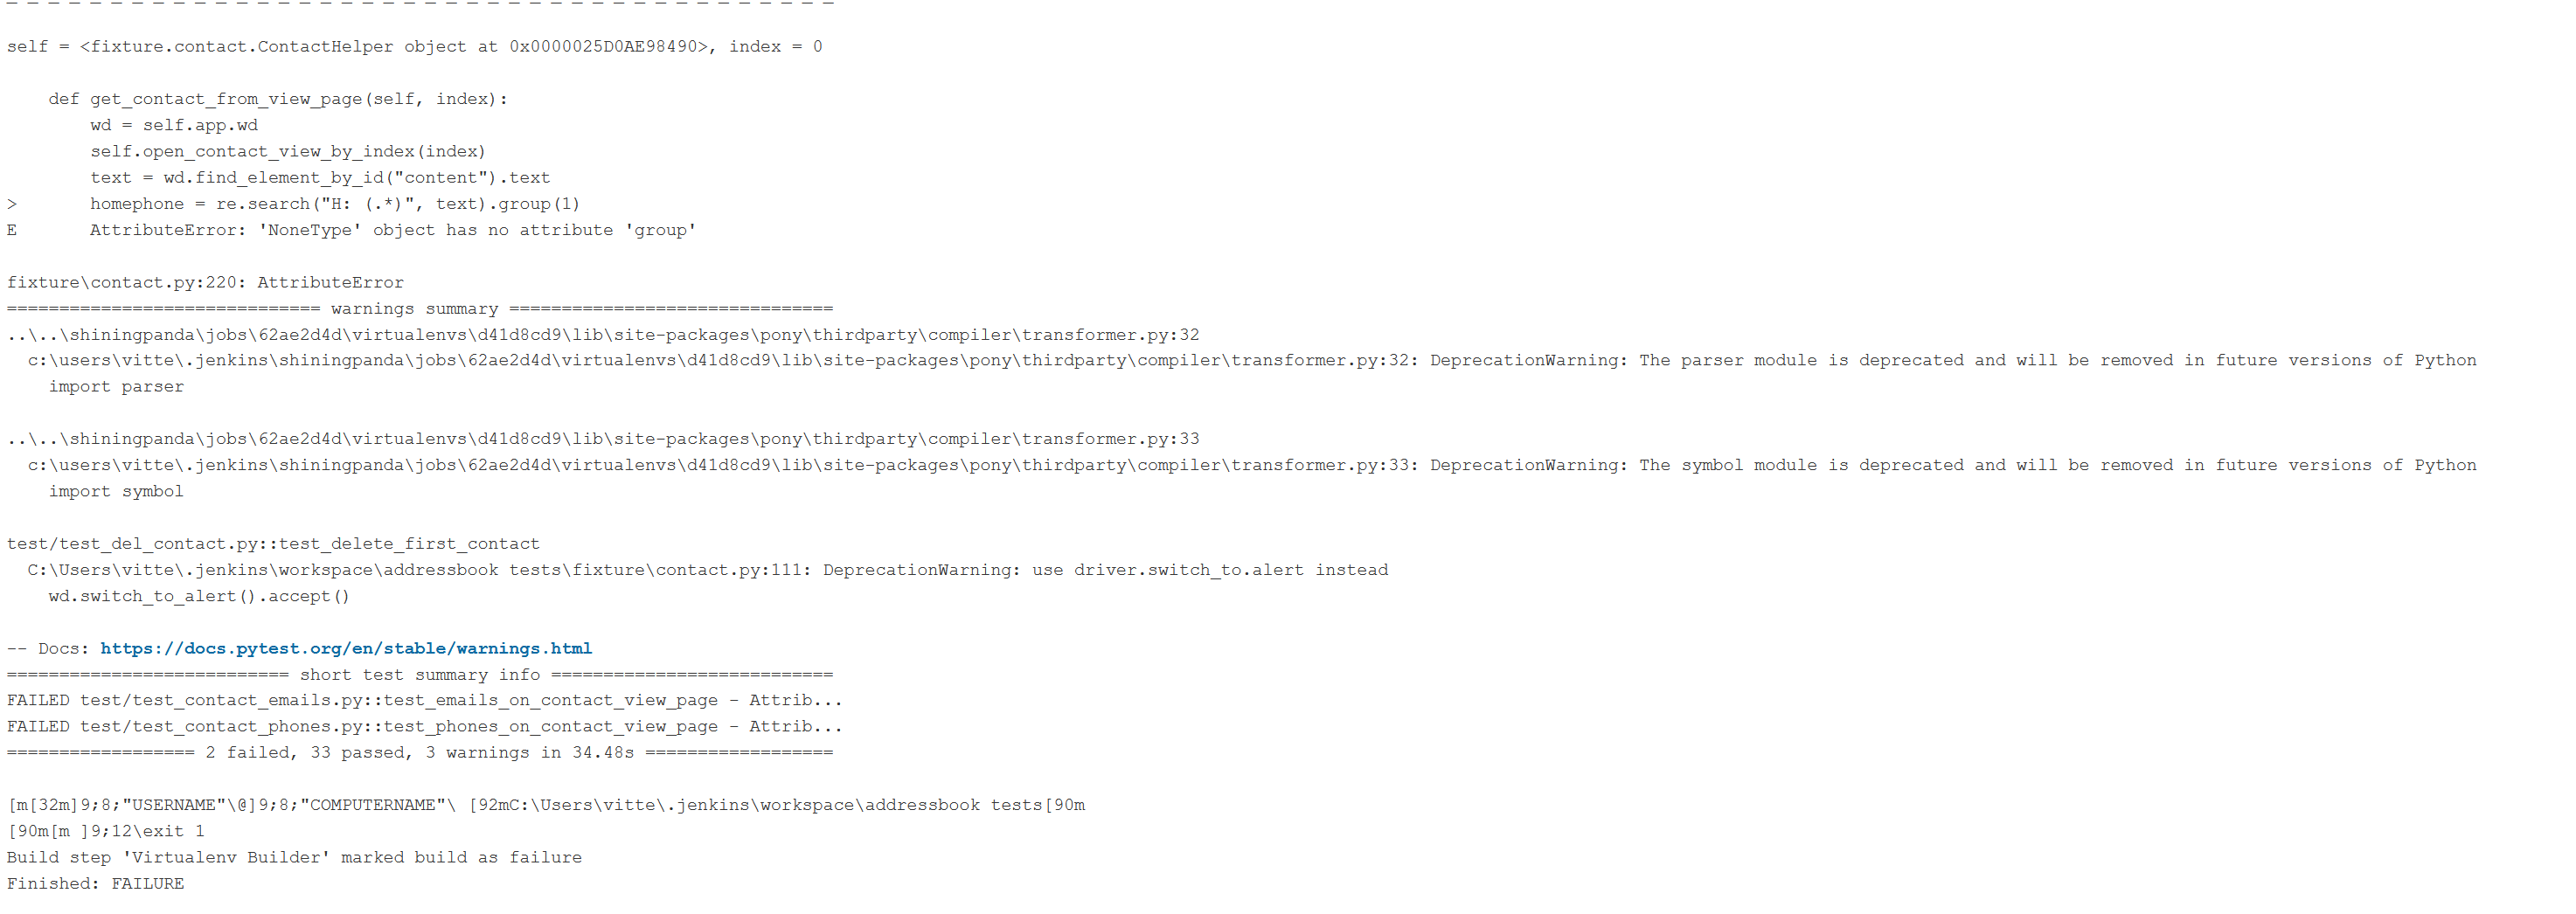 _ _ _ _ _ _ _ _ _ _ _ _ _ _ _ _ _ _ _ _ _ _ _ _ _ _ _ _ _ _ _ _ _ _ _ _ _ _ _ _
self = <fixture.contact.ContactHelper object at 0x0000025D0AE98490>, index = 0
    def get_contact_from_view_page(self, index):
        wd = self.app.wd
        self.open_contact_view_by_index(index)
        text = wd.find_element_by_id("content").text
>       homephone = re.search("H: (.*)", text).group(1)
E       AttributeError: 'NoneType' object has no attribute 'group'
fixture\contact.py:220: AttributeError
============================== warnings summary ===============================
..\..\shiningpanda\jobs\62ae2d4d\virtualenvs\d41d8cd9\lib\site-packages\pony\thirdparty\compiler\transformer.py:32
  c:\users\vitte\.jenkins\shiningpanda\jobs\62ae2d4d\virtualenvs\d41d8cd9\lib\site-packages\pony\thirdparty\compiler\transformer.py:32: DeprecationWarning: The parser module is deprecated and will be removed in future versions of Python
    import parser
..\..\shiningpanda\jobs\62ae2d4d\virtualenvs\d41d8cd9\lib\site-packages\pony\thirdparty\compiler\transformer.py:33
  c:\users\vitte\.jenkins\shiningpanda\jobs\62ae2d4d\virtualenvs\d41d8cd9\lib\site-packages\pony\thirdparty\compiler\transformer.py:33: DeprecationWarning: The symbol module is deprecated and will be removed in future versions of Python
    import symbol
test/test_del_contact.py::test_delete_first_contact
  C:\Users\vitte\.jenkins\workspace\addressbook tests\fixture\contact.py:111: DeprecationWarning: use driver.switch_to.alert instead
    wd.switch_to_alert().accept()
-- Docs: https://docs.pytest.org/en/stable/warnings.html
=========================== short test summary info ===========================
FAILED test/test_contact_emails.py::test_emails_on_contact_view_page - Attrib...
FAILED test/test_contact_phones.py::test_phones_on_contact_view_page - Attrib...
================== 2 failed, 33 passed, 3 warnings in 34.48s ==================
[m[32m]9;8;"USERNAME"\@]9;8;"COMPUTERNAME"\ [92mC:\Users\vitte\.jenkins\workspace\addressbook tests[90m
[90m[m ]9;12\exit 1
Build step 'Virtualenv Builder' marked build as failure
Finished: FAILURE